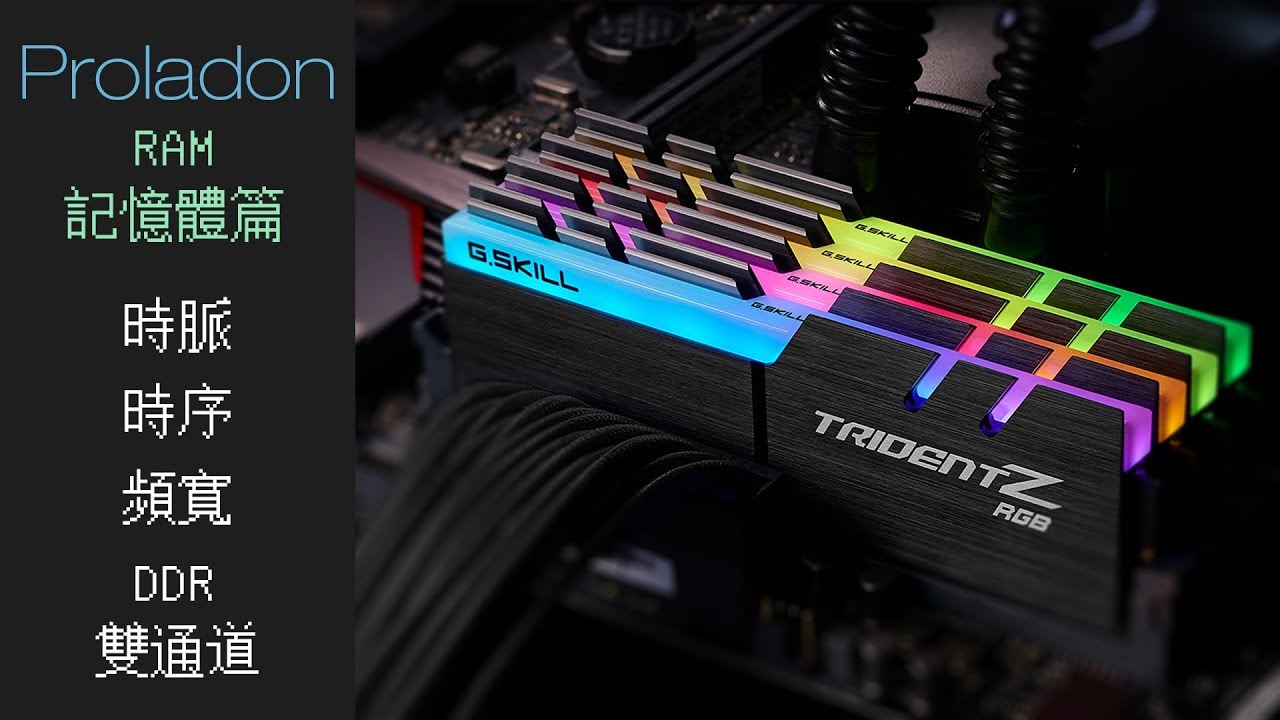 Proladon
RAM
記憶體篇
時脈
時序
頻寬
DDR
雙通道
G.SKILL
G.SKILL
G.SKILL
G.SKILL
G.SKILL
TRIDENTZ
RGB